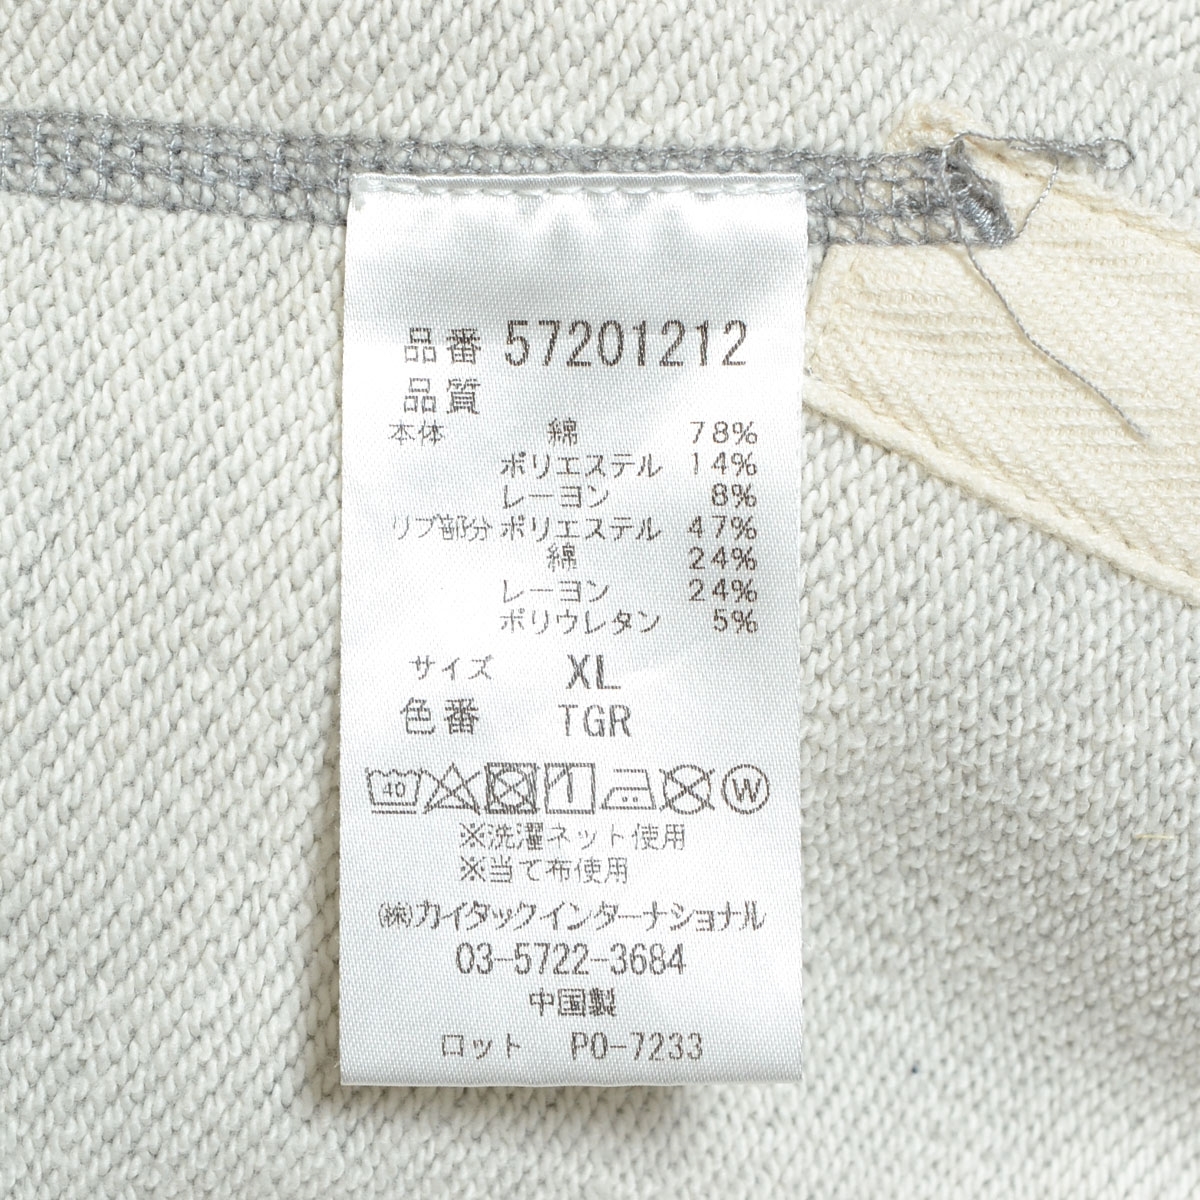 品番 57201212
品質
本体 綿 78%
ポリエステル 14%
レーヨン 8%
リブ部分 ポリエステル 47%
綿 24%
レーヨン 24%
ポリウレタン 5%
サイズ XL
色番 TGR
40 W
※洗濯ネット使用
※当て布使用
㈱カイタックインターナショナル
03-5722-3684
中国製
ロット PO-7233